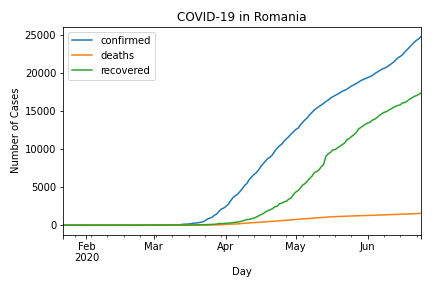 COVID-19 in Romania
confirmed
deaths
recovered
Number of Cases
25000
20000
15000
10000
5000
0
Feb
2020
Mar
Apr
May
Jun
Day